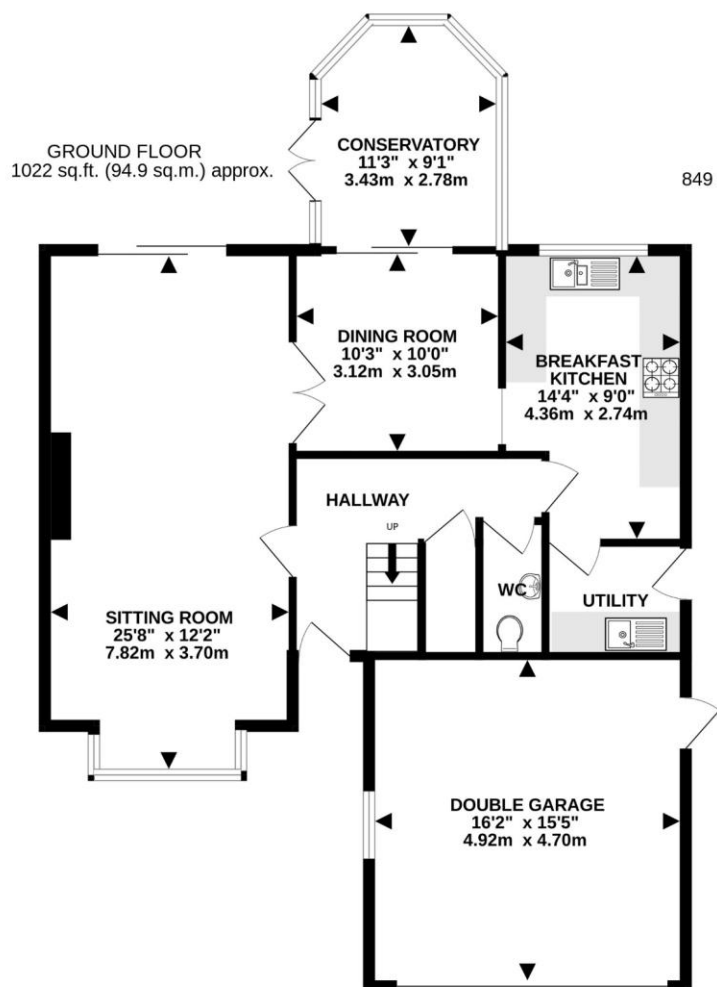 GROUND FLOOR
1022 sq.ft. (94.9 sq.m.) approx.
849
CONSERVATORY
11'3" x 9'1"
3.43m x 2.78m
DINING ROOM
10'3" x 10'0"
3.12m x 3.05m
BREAKFAST
KITCHEN
14'4" x 9'0"
4.36m x 2.74m
HALLWAY
UP
WC
UTILITY
SITTING ROOM
25'8" x 12'2"
7.82m x 3.70m
DOUBLE GARAGE
16'2" x 15'5"
4.92m x 4.70m